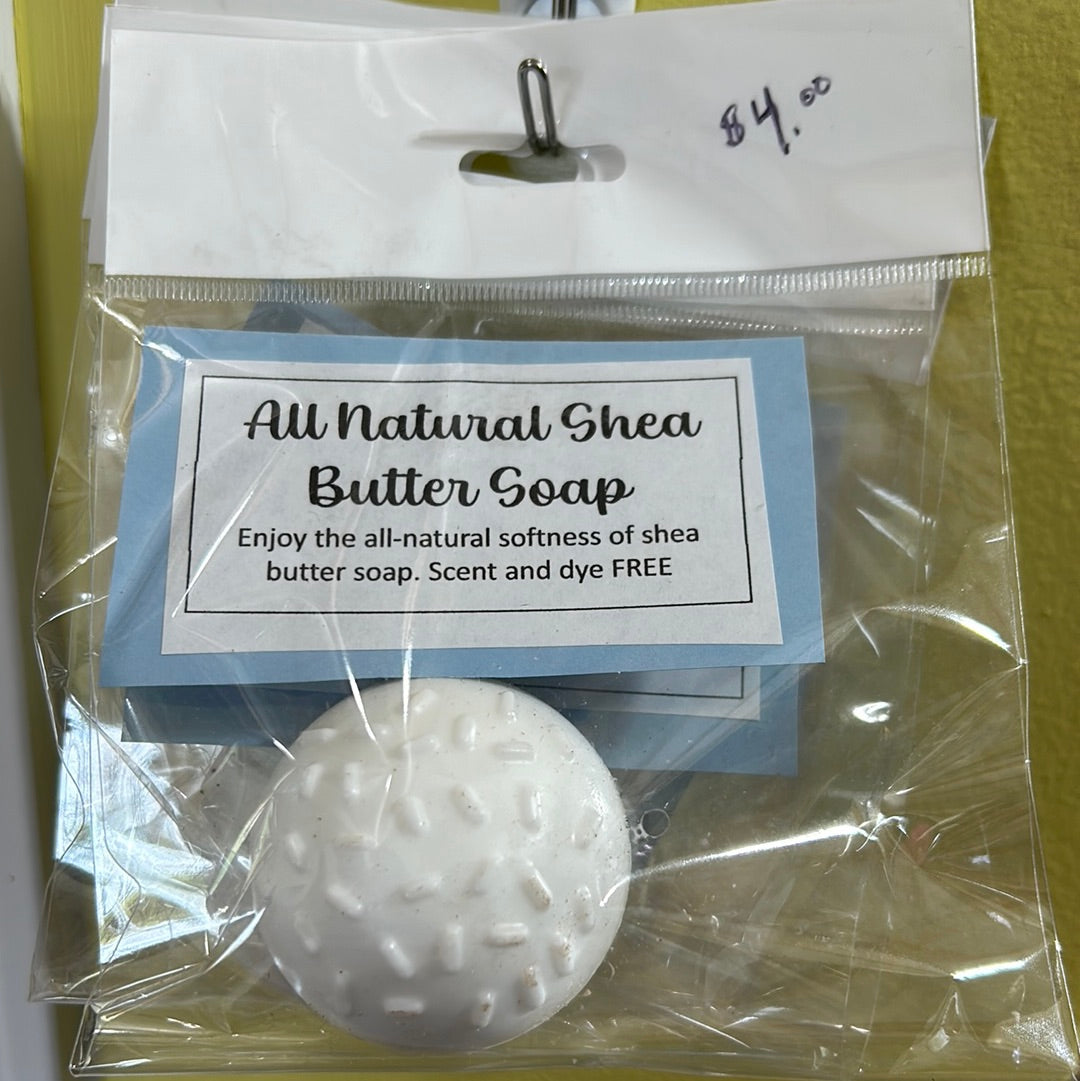 $4.00
All Natural Shea
Butter Soap
Enjoy the all-natural softness of shea
butter soap. Scent and dye FREE